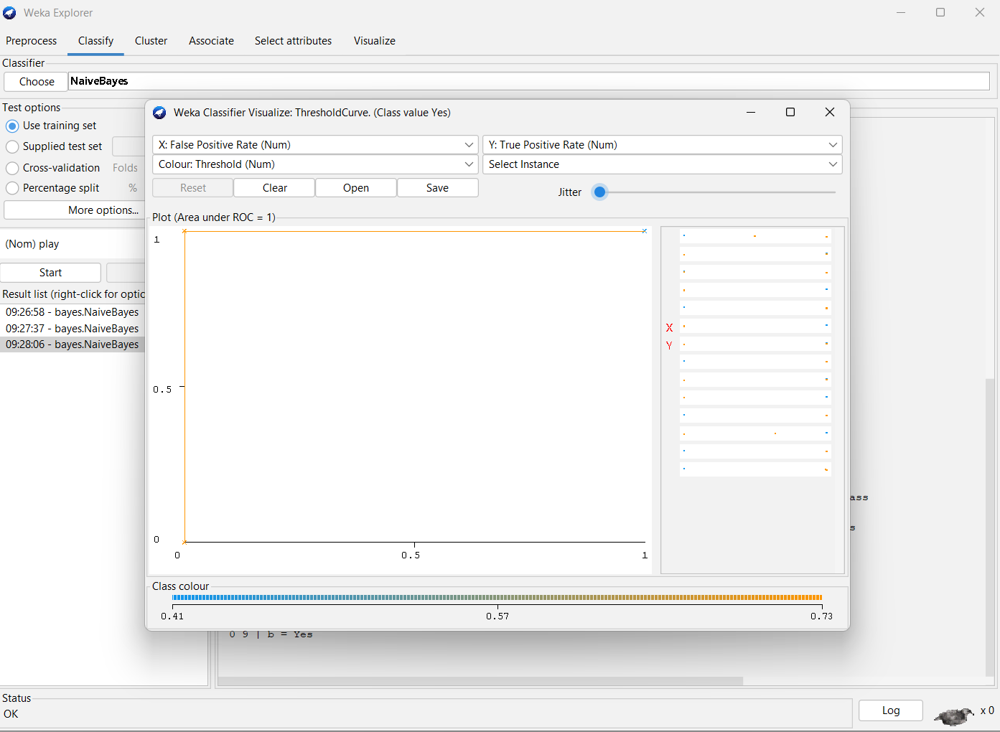 Weka Explorer
Preprocess Classify Cluster Associate Select attributes Visualize
Classifier
Choose NaiveBayes
Test options
Use training set
Supplied test set
Cross-validation Folds
Percentage split %
More options...
(Nom) play
Start
Result list (right-click for optic
09:26:58 - bayes.NaiveBayes
09:27:37 - bayes.NaiveBayes
09:28:06 - bayes.NaiveBayes
Weka Classifier Visualize: ThresholdCurve. (Class value Yes)
X: False Positive Rate (Num) Y: True Positive Rate (Num)
Colour: Threshold (Num) Select Instance
Reset Clear Open Save Jitter
Plot (Area under ROC = 1)
1
0.5
0
0 0.5 1
X
Y
Class colour
0.41 0.57 0.73
ass
s
0 9 | b = Yes
Status
OK
Log x 0